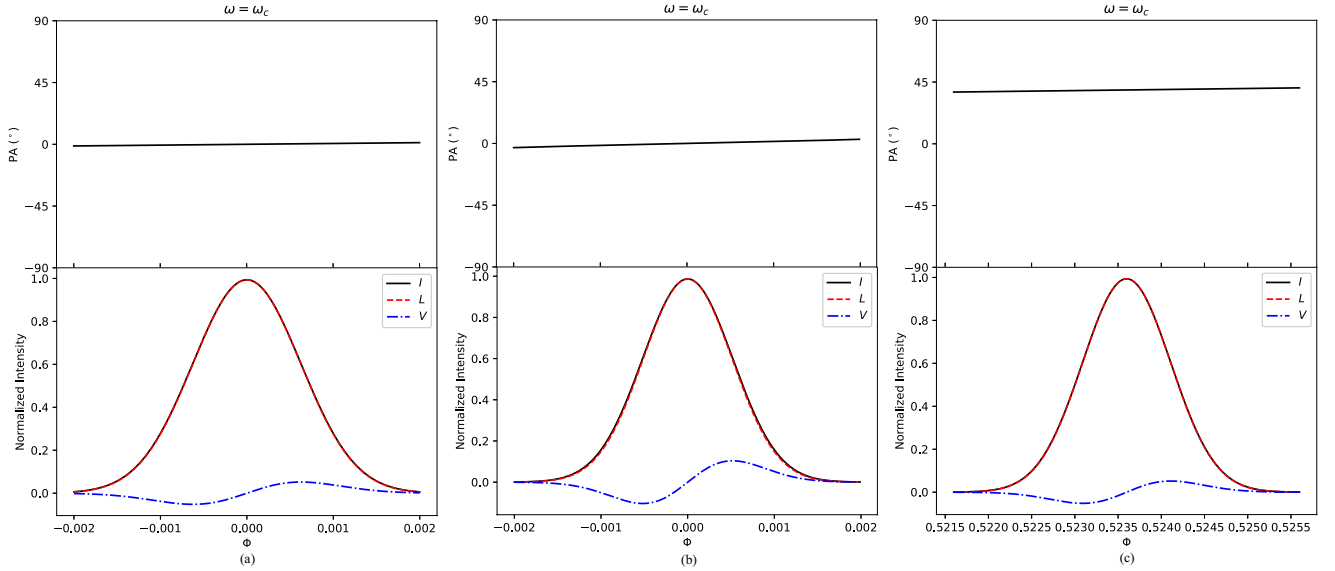 ω = ω_c
90
45
0
−45
−90
PA (°)
I
L
V
1.0
0.8
0.6
0.4
0.2
0.0
Normalized Intensity
−0.002 −0.001 0.000 0.001 0.002
Φ
(a)
ω = ω_c
90
45
0
−45
−90
PA (°)
I
L
V
1.0
0.8
0.6
0.4
0.2
0.0
Normalized Intensity
−0.002 −0.001 0.000 0.001 0.002
Φ
(b)
ω = ω_c
90
45
0
−45
−90
PA (°)
I
L
V
1.0
0.8
0.6
0.4
0.2
0.0
Normalized Intensity
0.5215 0.5220 0.5225 0.5230 0.5235 0.5240 0.5245 0.5250 0.5255
Φ
(c)